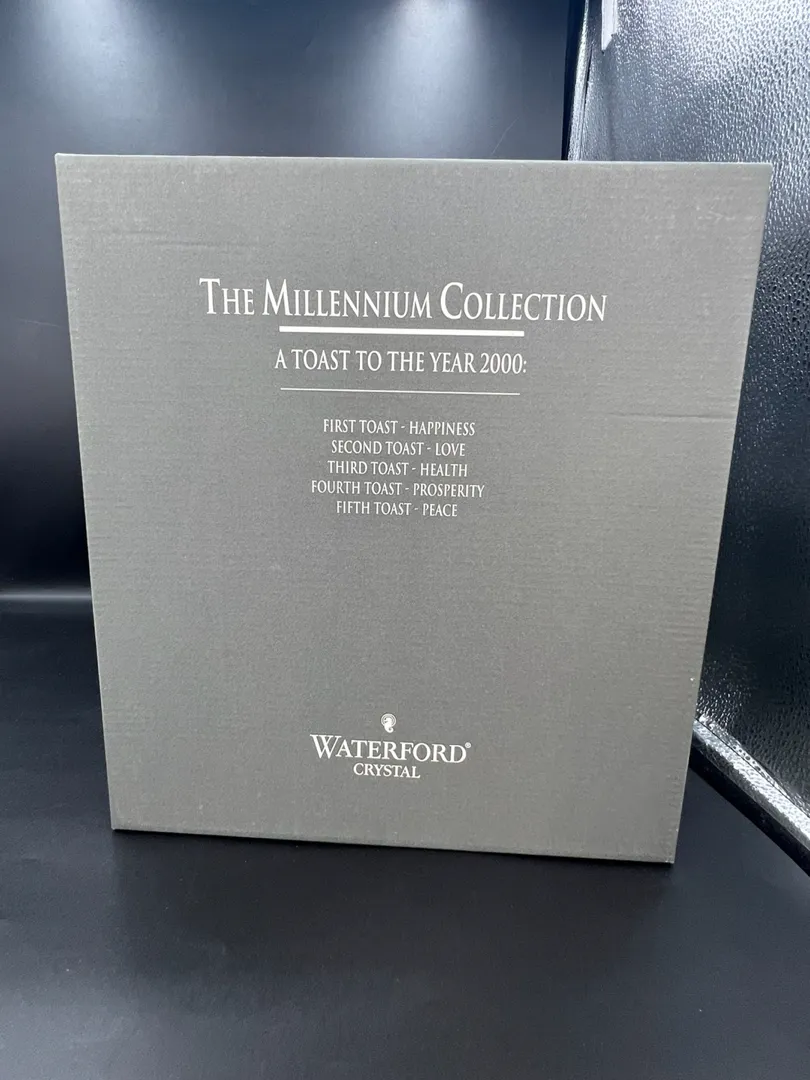 THE MILLENNIUM COLLECTION
A TOAST TO THE YEAR 2000:
FIRST TOAST - HAPPINESS
SECOND TOAST - LOVE
THIRD TOAST - HEALTH
FOURTH TOAST - PROSPERITY
FIFTH TOAST - PEACE
WATERFORD®
CRYSTAL